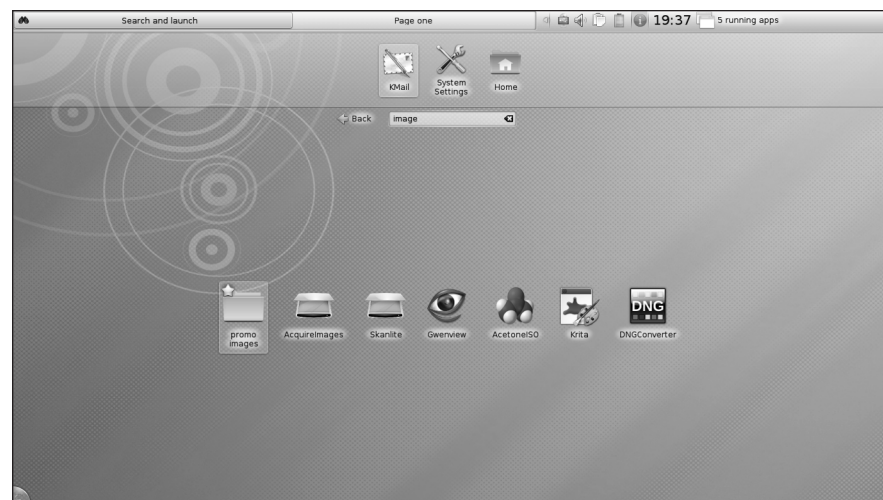 Search and launch
Page one
19:37
5 running apps
KMail
System
Settings
Home
Back
image
promo
images
AcquireImages
Skanlite
Gwenview
AcetoneISO
Krita
DNG
DNGConverter